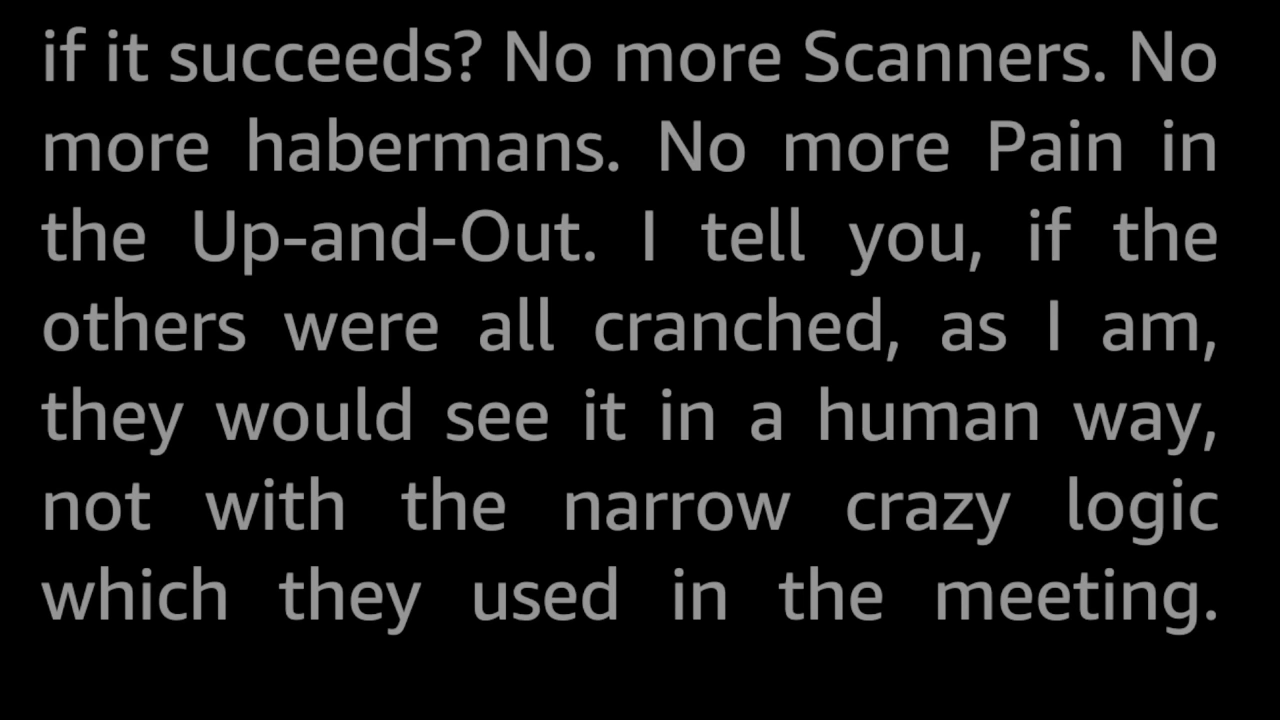 if it succeeds? No more Scanners. No
more habermans. No more Pain in
the Up-and-Out. I tell you, if the
others were all cranched, as I am,
they would see it in a human way,
not with the narrow crazy logic
which they used in the meeting.